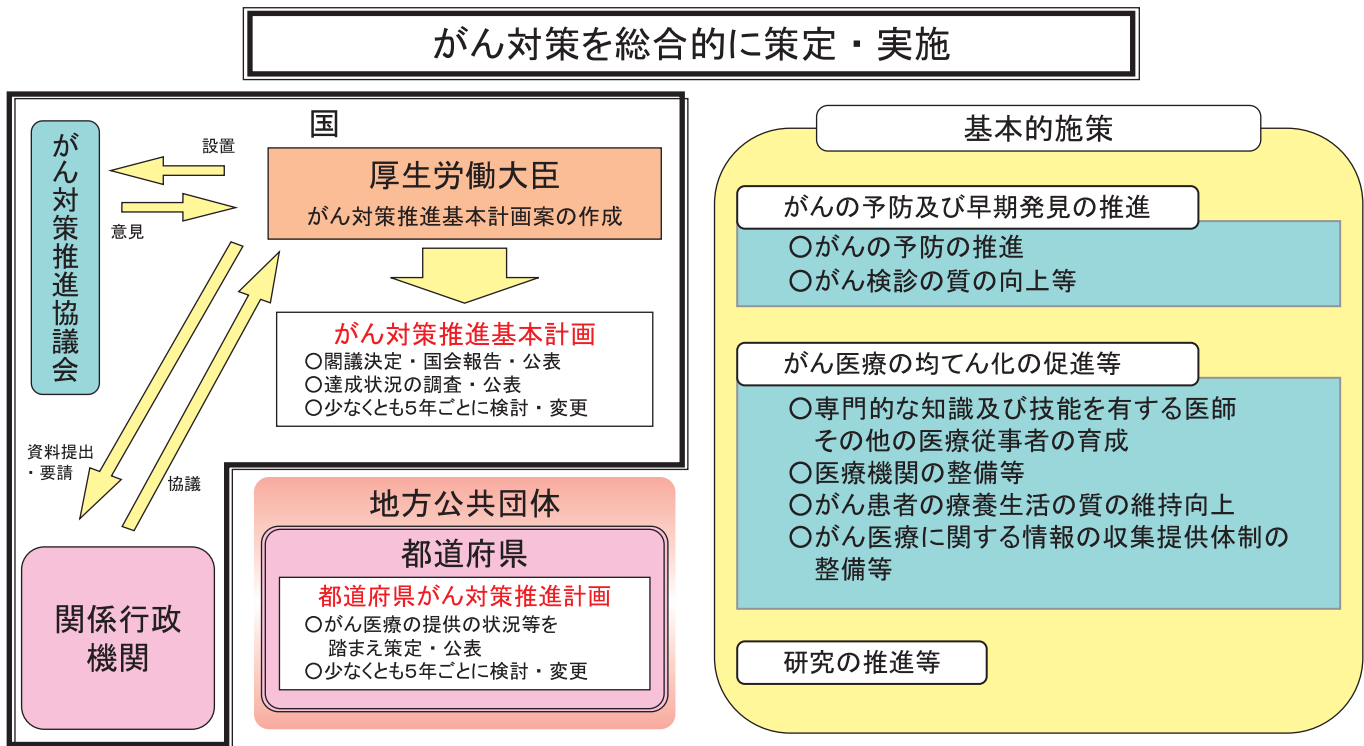 がん対策を総合的に策定・実施
国
がん対策推進協議会
設置
意見
厚生労働大臣
がん対策推進基本計画案の作成
がん対策推進基本計画
○閣議決定・国会報告・公表
○達成状況の調査・公表
○少なくとも5年ごとに検討・変更
資料提出
・要請
協議
関係行政
機関
地方公共団体
都道府県
都道府県がん対策推進計画
○がん医療の提供の状況等を
踏まえ策定・公表
○少なくとも5年ごとに検討・変更
基本的施策
がんの予防及び早期発見の推進
○がんの予防の推進
○がん検診の質の向上等
がん医療の均てん化の促進等
○専門的な知識及び技能を有する医師
その他の医療従事者の育成
○医療機関の整備等
○がん患者の療養生活の質の維持向上
○がん医療に関する情報の収集提供体制の
整備等
研究の推進等